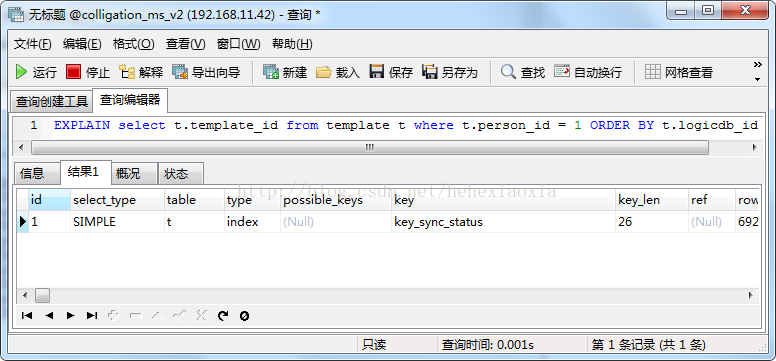 无标题 @colligation_ms_v2 (192.168.11.42) - 查询 *
文件(F) 编辑(E) 格式(O) 查看(V) 窗口(W) 帮助(H)
运行 停止 解释 导出向导 新建 载入 保存 另存为 查找 自动换行 网格查看
查询创建工具 查询编辑器
1 EXPLAIN select t.template_id from template t where t.person_id = 1 ORDER BY t.logicdb_id
信息 结果1 概况 状态
http://blog.csdn.net/hehexiaoxia
id select_type table type possible_keys key key_len ref row
1 SIMPLE t index (Null) key_sync_status 26 (Null) 692
只读 查询时间: 0.001s 第 1 条记录 (共 1 条)